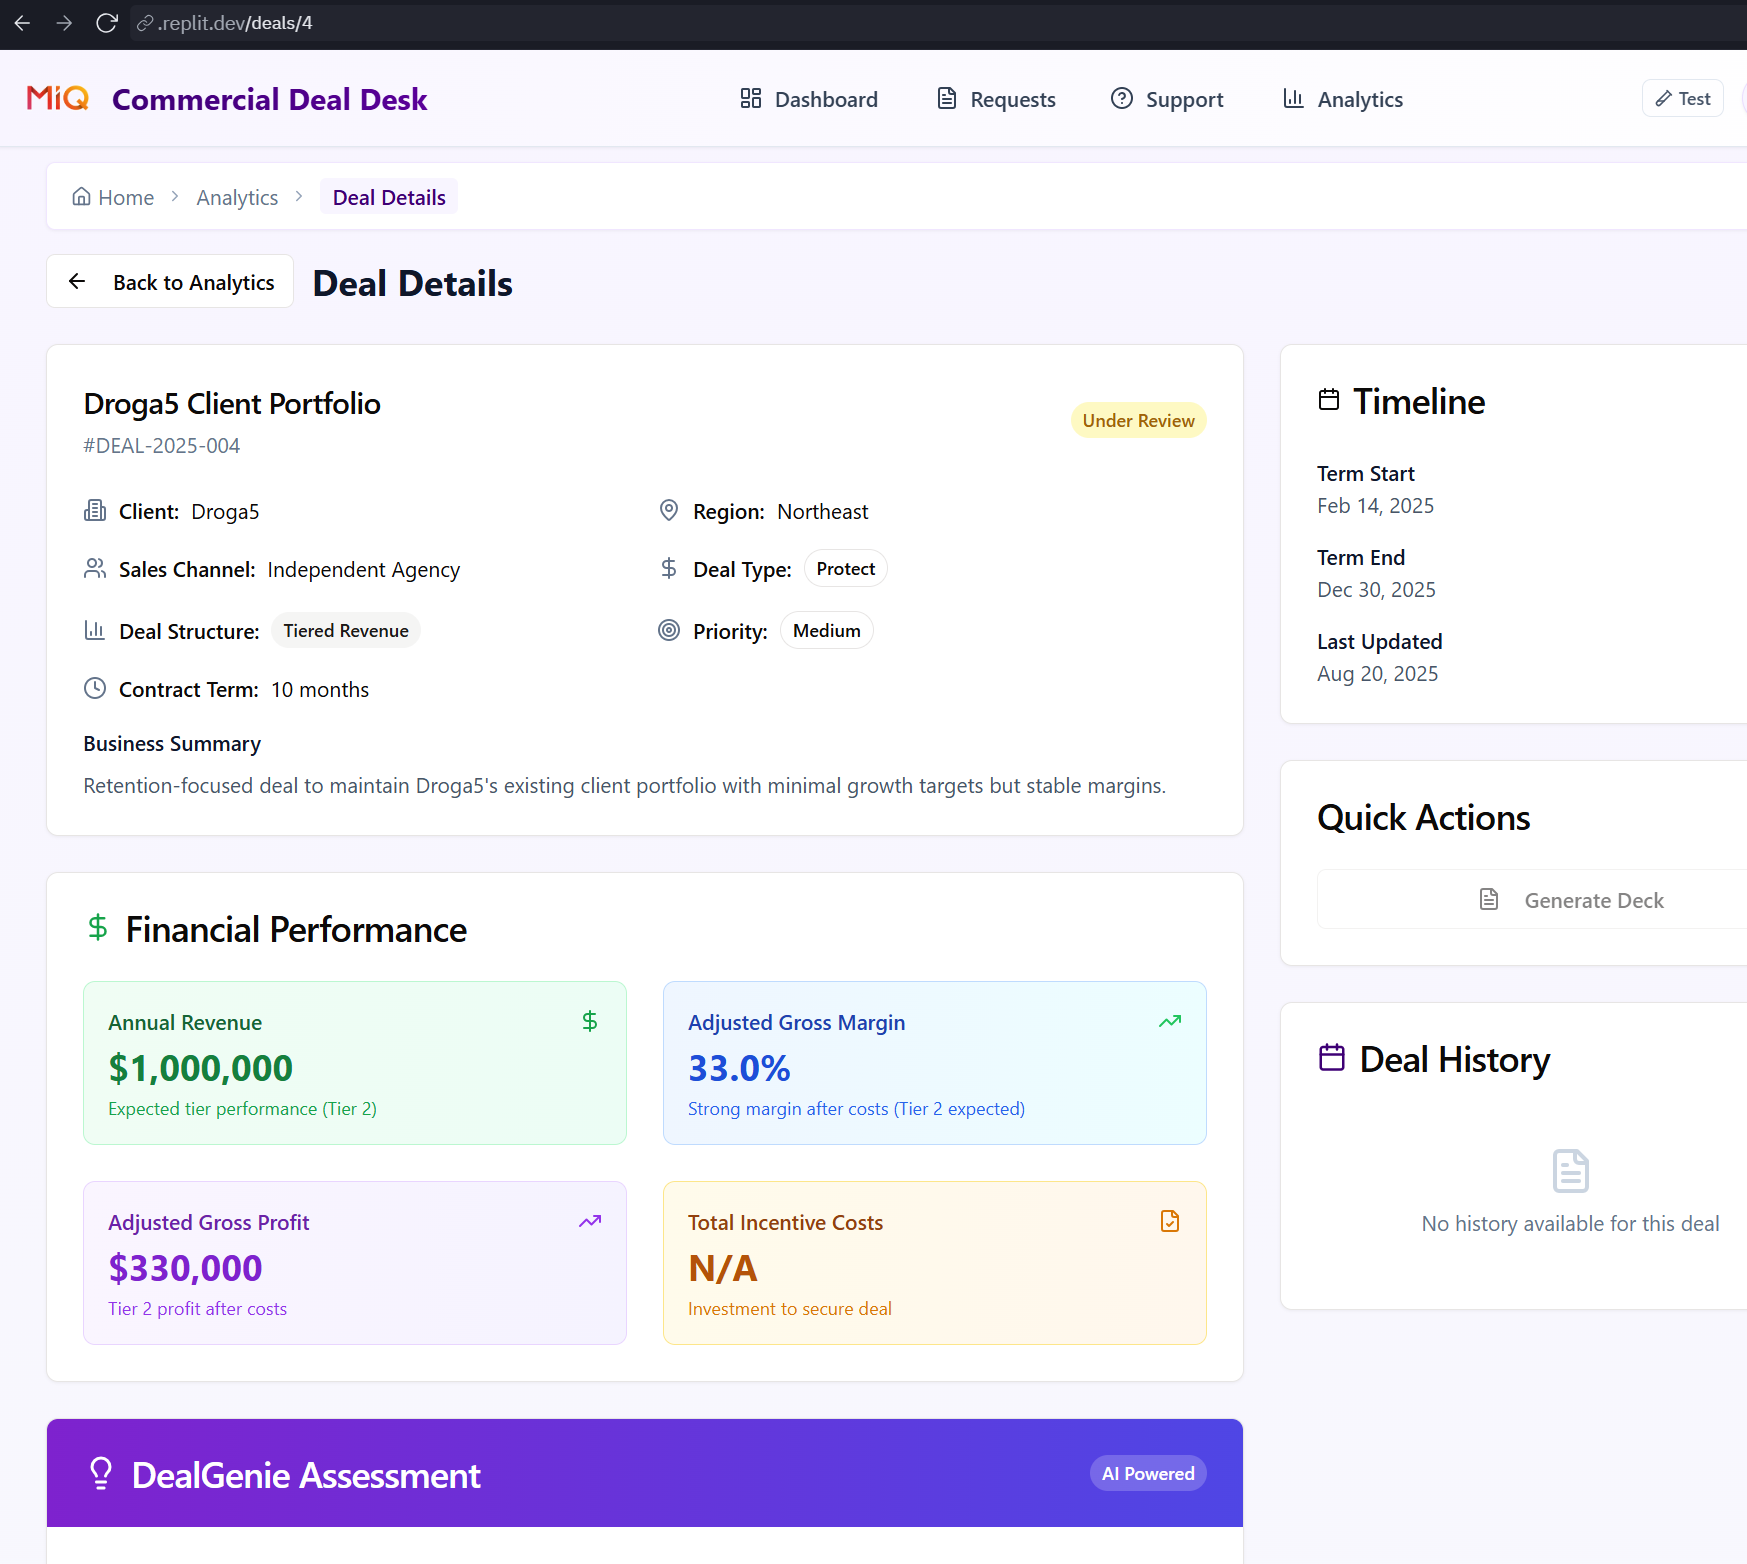 .replit.dev/deals/4
MiQ Commercial Deal Desk
Dashboard
Requests
Support
Analytics
Test
Home > Analytics > Deal Details
Back to Analytics
Deal Details
Droga5 Client Portfolio
#DEAL-2025-004
Under Review
Client: Droga5
Region: Northeast
Sales Channel: Independent Agency
Deal Type: Protect
Deal Structure: Tiered Revenue
Priority: Medium
Contract Term: 10 months
Business Summary
Retention-focused deal to maintain Droga5's existing client portfolio with minimal growth targets but stable margins.
Timeline
Term Start
Feb 14, 2025
Term End
Dec 30, 2025
Last Updated
Aug 20, 2025
Quick Actions
Generate Deck
Deal History
No history available for this deal
Financial Performance
Annual Revenue
$1,000,000
Expected tier performance (Tier 2)
Adjusted Gross Margin
33.0%
Strong margin after costs (Tier 2 expected)
Adjusted Gross Profit
$330,000
Tier 2 profit after costs
Total Incentive Costs
N/A
Investment to secure deal
DealGenie Assessment
AI Powered